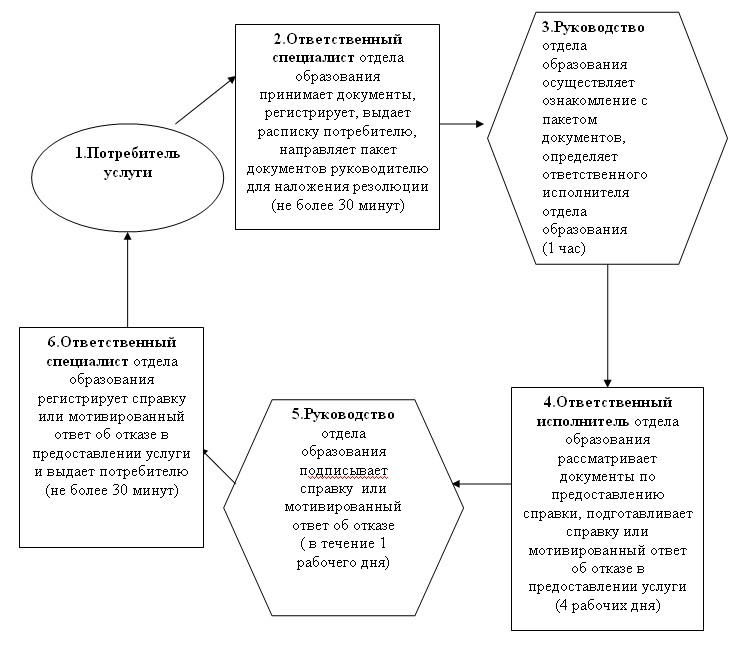 1.Потребитель
услуги
2.Ответственный
специалист отдела
образования
принимает документы,
регистрирует, выдает
расписку потребителю,
направляет пакет
документов руководителю
для наложения резолюции
(не более 30 минут)
3.Руководство
отдела
образования
осуществляет
ознакомление с
пакетом
документов,
определяет
ответственного
исполнителя
отдела
образования
(1 час)
4.Ответственный
исполнитель отдела
образования
рассматривает
документы по
предоставлению
справки, подготавливает
справку или
мотивированный ответ
об отказе в
предоставлении услуги
(4 рабочих дня)
5.Руководство
отдела
образования
подписывает
справку или
мотивированный
ответ об отказе
( в течение 1
рабочего дня)
6.Ответственный
специалист отдела
образования
регистрирует справку
или мотивированный
ответ об отказе в
предоставлении услуги
и выдает потребителю
(не более 30 минут)